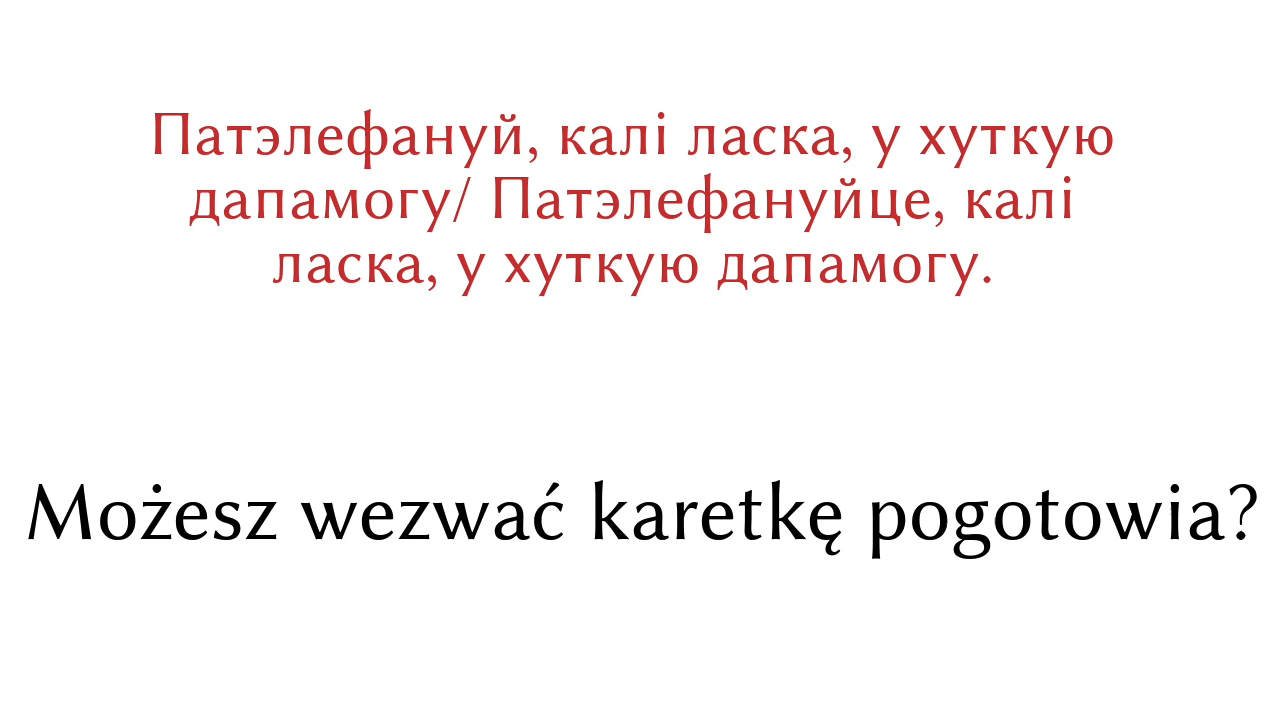 Патэлефануй, калі ласка, у хуткую
дапамогу/ Патэлефануйце, калі
ласка, у хуткую дапамогу.
Możesz wezwać karetkę pogotowia?